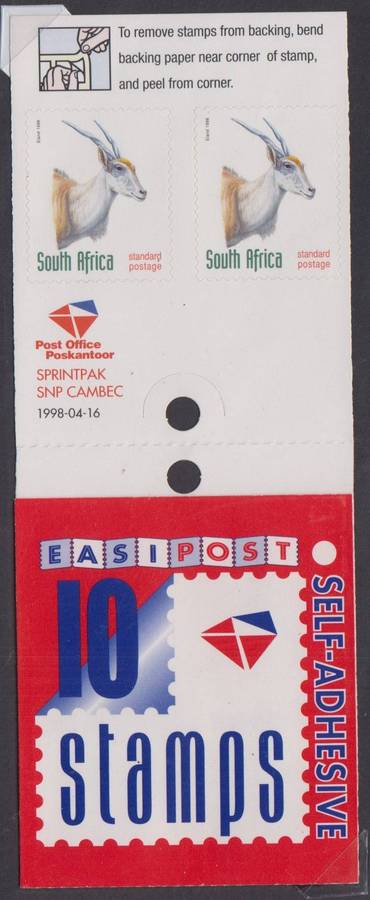 To remove stamps from backing, bend
backing paper near corner of stamp,
and peel from corner.
Eland 1998
South Africa
standard
postage
Eland 1998
South Africa
standard
postage
Post Office
Poskantoor
SPRINTPAK
SNP CAMBEC
1998-04-16
EASIPOST
10
stamps
SELF-ADHESIVE